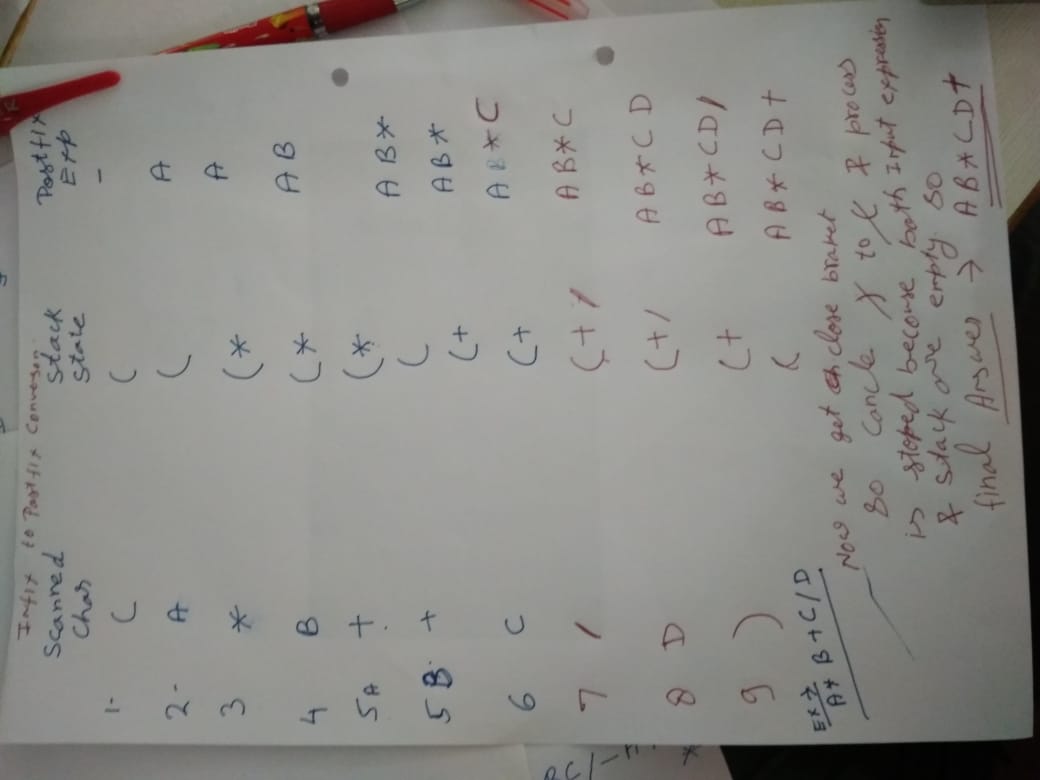 Infix to Postfix Conversion.
Scanned Char Stack State Postfix Exp
1- ( ( -
2- A ( A
3 * (* A
4 B (* AB
5A +. (* AB*
(
5B. + (+ AB*
6 C (+ AB*C
7 / (+/ AB*C
8 D (+/ AB*CD
9 ) (+ AB*CD/
( AB*CD+
Ex
A* B+C/D
Now we get close braket
so cancle to & process
is stoped because both Input expression
& stack are empty. so
final Answer → AB*CD+